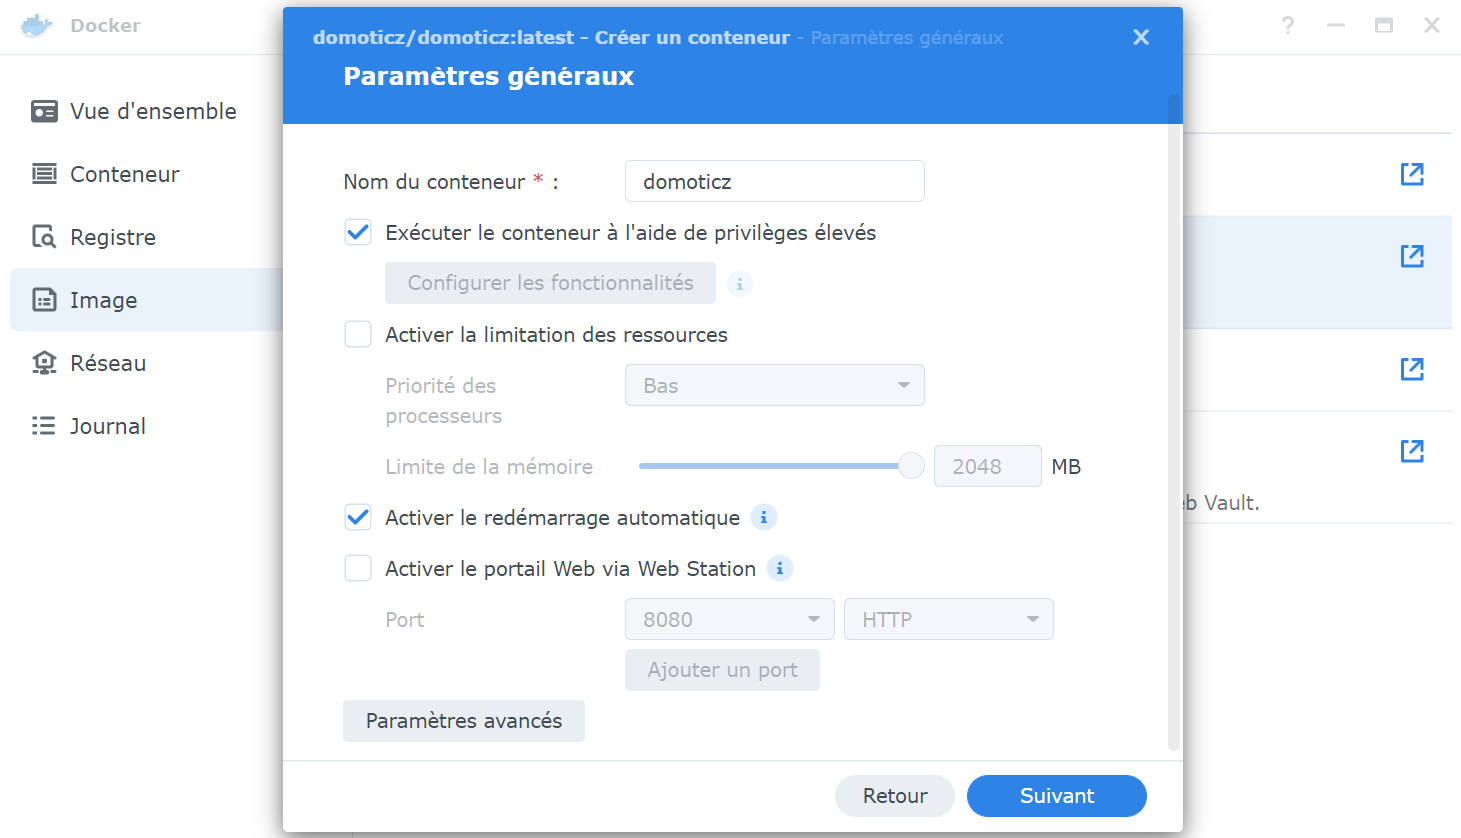 Docker
domoticz/domoticz:latest - Créer un conteneur - Paramètres généraux
Paramètres généraux
Vue d'ensemble
Conteneur
Registre
Image
Réseau
Journal
Nom du conteneur * : domoticz
Exécuter le conteneur à l'aide de privilèges élevés
Configurer les fonctionnalités
Activer la limitation des ressources
Priorité des
processeurs
Bas
Limite de la mémoire 2048 MB
Activer le redémarrage automatique
Activer le portail Web via Web Station
Port 8080 HTTP
Ajouter un port
Paramètres avancés
Retour Suivant
Vault.